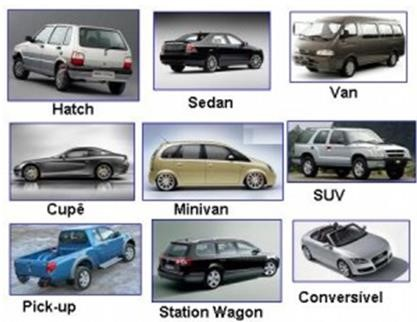 Hatch
Sedan
Van
Cupê
Minivan
SUV
Pick-up
Station Wagon
Conversível